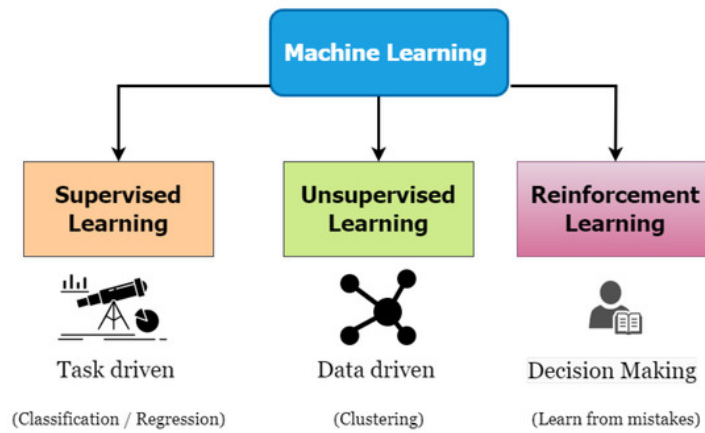 Machine Learning
Supervised
Learning
Unsupervised
Learning
Reinforcement
Learning
Task driven
Data driven
Decision Making
(Classification / Regression)
(Clustering)
(Learn from mistakes)